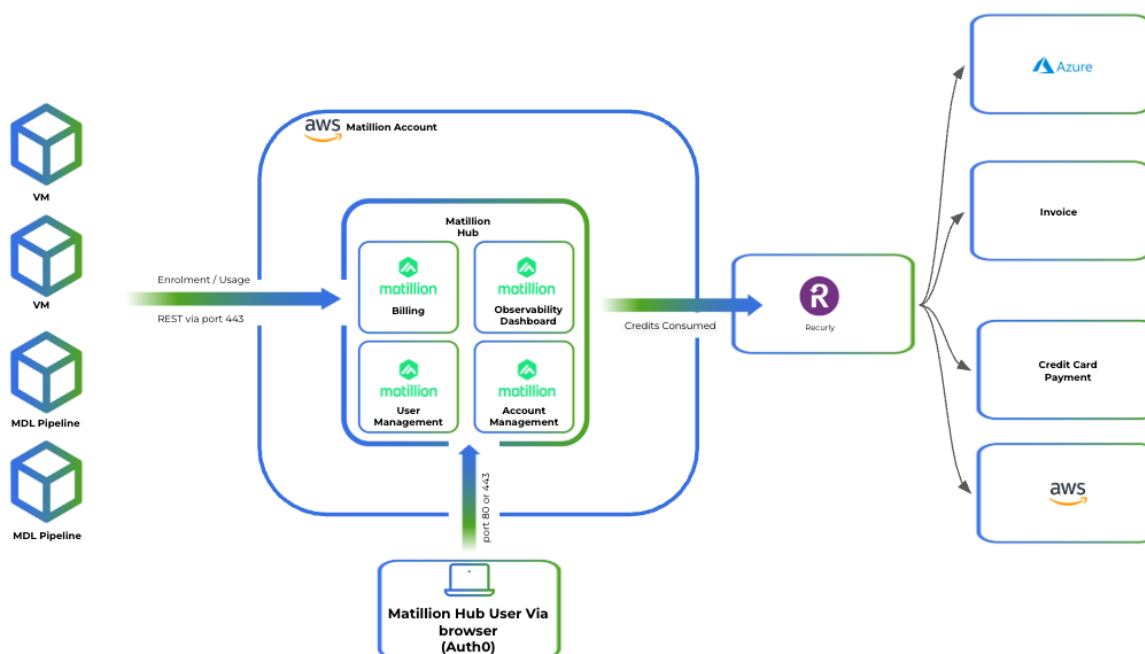 VM
VM
MDL Pipeline
MDL Pipeline
Enrolment / Usage
REST via port 443
aws
Matillion Account
Matillion
Hub
matillion
Billing
matillion
Observability
Dashboard
matillion
User
Management
matillion
Account
Management
port 80 or 443
Matillion Hub User Via
browser
(Auth0)
Credits Consumed
R
Recurly
Azure
Invoice
Credit Card
Payment
aws